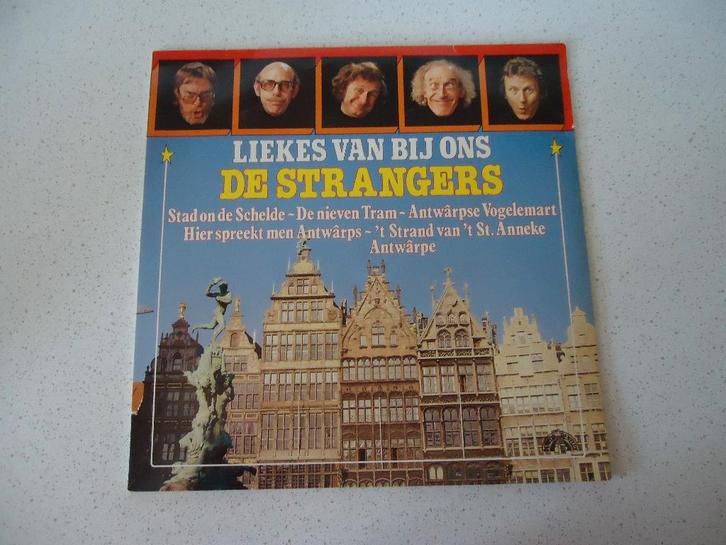 LIEKES VAN BIJ ONS
DE STRANGERS
Stad on de Schelde ~ De nieven Tram ~ Antwârpse Vogelemart
Hier spreekt men Antwârps ~ 't Strand van 't St. Anneke
Antwârpe